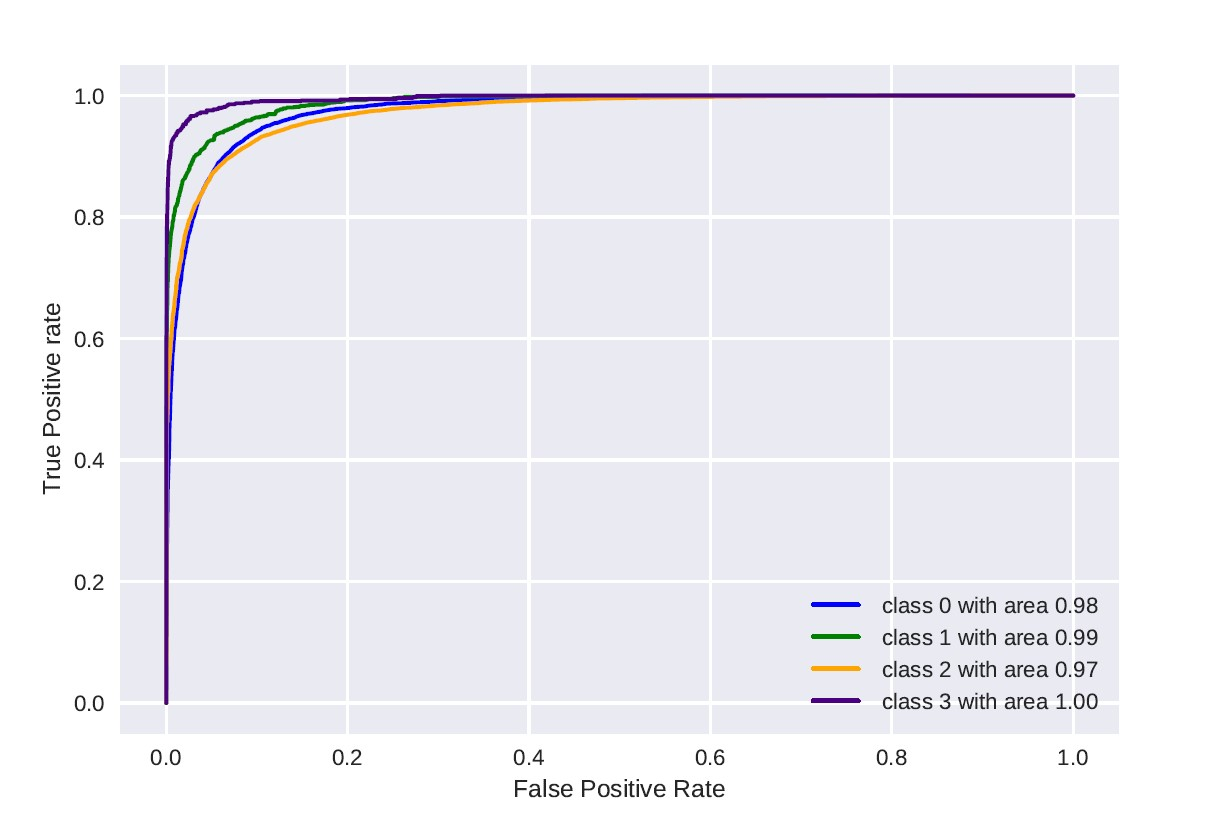 1.0
0.8
0.6
0.4
0.2
0.0
True Positive rate
class 0 with area 0.98
class 1 with area 0.99
class 2 with area 0.97
class 3 with area 1.00
0.0 0.2 0.4 0.6 0.8 1.0
False Positive Rate